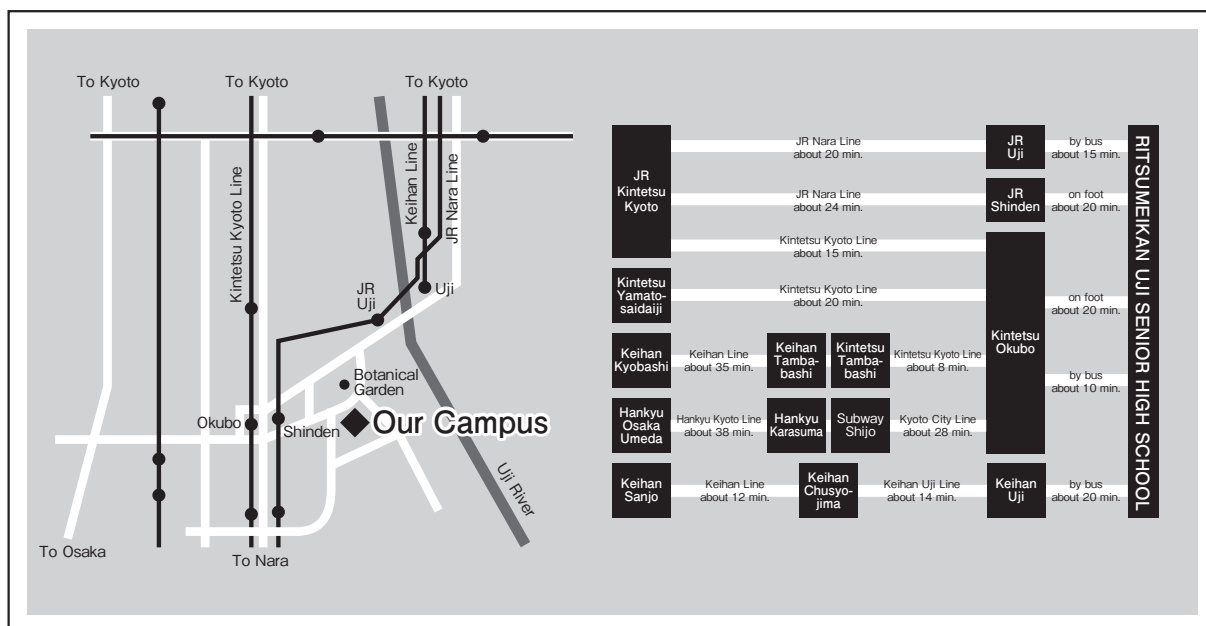 To Kyoto
To Kyoto
To Kyoto
Kintetsu Kyoto Line
Keihan Line
JR Nara Line
JR
Uji
Uji
Botanical
Garden
Okubo
Shinden
Our Campus
Uji River
To Osaka
To Nara
JR
Kintetsu
Kyoto
JR Nara Line
about 20 min.
JR
Uji
by bus
about 15 min.
JR Nara Line
about 24 min.
JR
Shinden
on foot
about 20 min.
Kintetsu Kyoto Line
about 15 min.
Kintetsu
Yamato-
saidaiji
Kintetsu Kyoto Line
about 20 min.
Kintetsu
Okubo
on foot
about 20 min.
Keihan
Kyobashi
Keihan Line
about 35 min.
Keihan
Tamba-
bashi
Kintetsu
Tamba-
bashi
Kintetsu Kyoto Line
about 8 min.
by bus
about 10 min.
Hankyu
Osaka
Umeda
Hankyu Kyoto Line
about 38 min.
Hankyu
Karasuma
Subway
Shijo
Kyoto City Line
about 28 min.
Keihan
Sanjo
Keihan Line
about 12 min.
Keihan
Chusyo-
jima
Keihan Uji Line
about 14 min.
Keihan
Uji
by bus
about 20 min.
RITSUMEIKAN UJI SENIOR HIGH SCHOOL